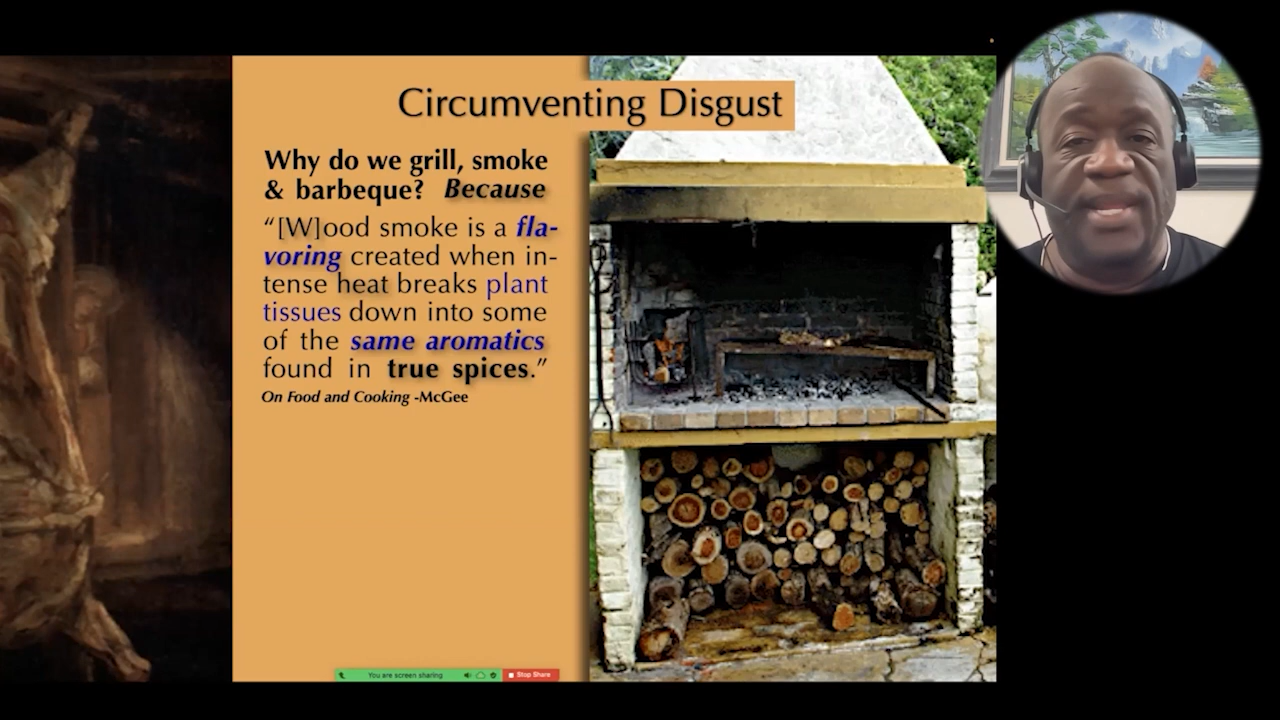 Circumventing Disgust
Why do we grill, smoke
& barbeque? Because
“[W]ood smoke is a fla-
voring created when in-
tense heat breaks plant
tissues down into some
of the same aromatics
found in true spices.”
On Food and Cooking -McGee
You are screen sharing
Stop Share